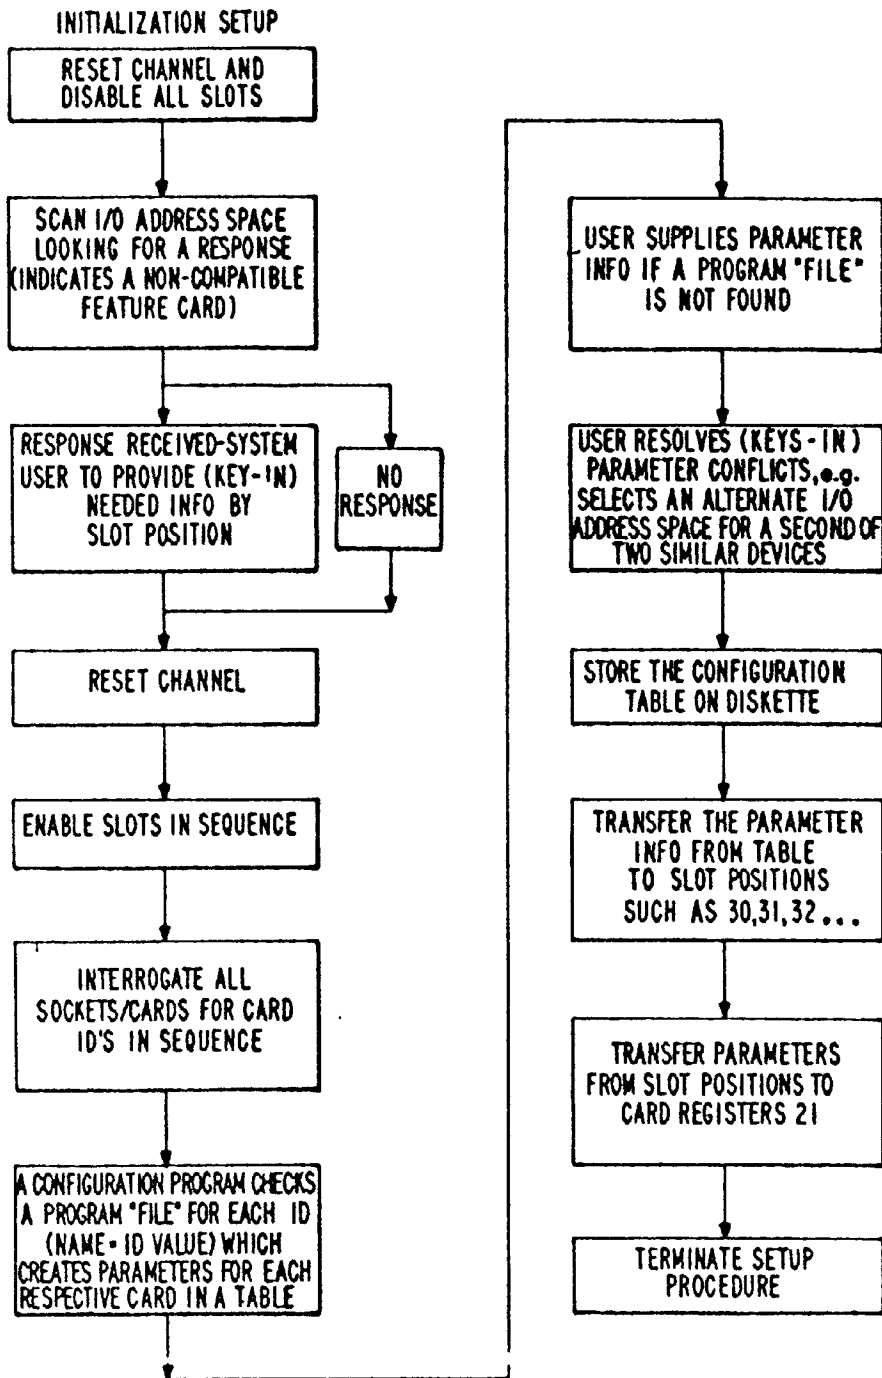 INITIALIZATION SETUP
RESET CHANNEL AND
DISABLE ALL SLOTS
SCAN I/O ADDRESS SPACE
LOOKING FOR A RESPONSE
(INDICATES A NON-COMPATIBLE
FEATURE CARD)
RESPONSE RECEIVED-SYSTEM
USER TO PROVIDE (KEY-IN)
NEEDED INFO BY
SLOT POSITION
NO
RESPONSE
RESET CHANNEL
ENABLE SLOTS IN SEQUENCE
INTERROGATE ALL
SOCKETS/CARDS FOR CARD
ID'S IN SEQUENCE
A CONFIGURATION PROGRAM CHECKS
A PROGRAM "FILE" FOR EACH ID
(NAME=ID VALUE) WHICH
CREATES PARAMETERS FOR EACH
RESPECTIVE CARD IN A TABLE
USER SUPPLIES PARAMETER
INFO IF A PROGRAM "FILE"
IS NOT FOUND
USER RESOLVES (KEYS-IN)
PARAMETER CONFLICTS, e.g.
SELECTS AN ALTERNATE I/O
ADDRESS SPACE FOR A SECOND OF
TWO SIMILAR DEVICES
STORE THE CONFIGURATION
TABLE ON DISKETTE
TRANSFER THE PARAMETER
INFO FROM TABLE
TO SLOT POSITIONS
SUCH AS 30,31,32...
TRANSFER PARAMETERS
FROM SLOT POSITIONS TO
CARD REGISTERS 21
TERMINATE SETUP
PROCEDURE